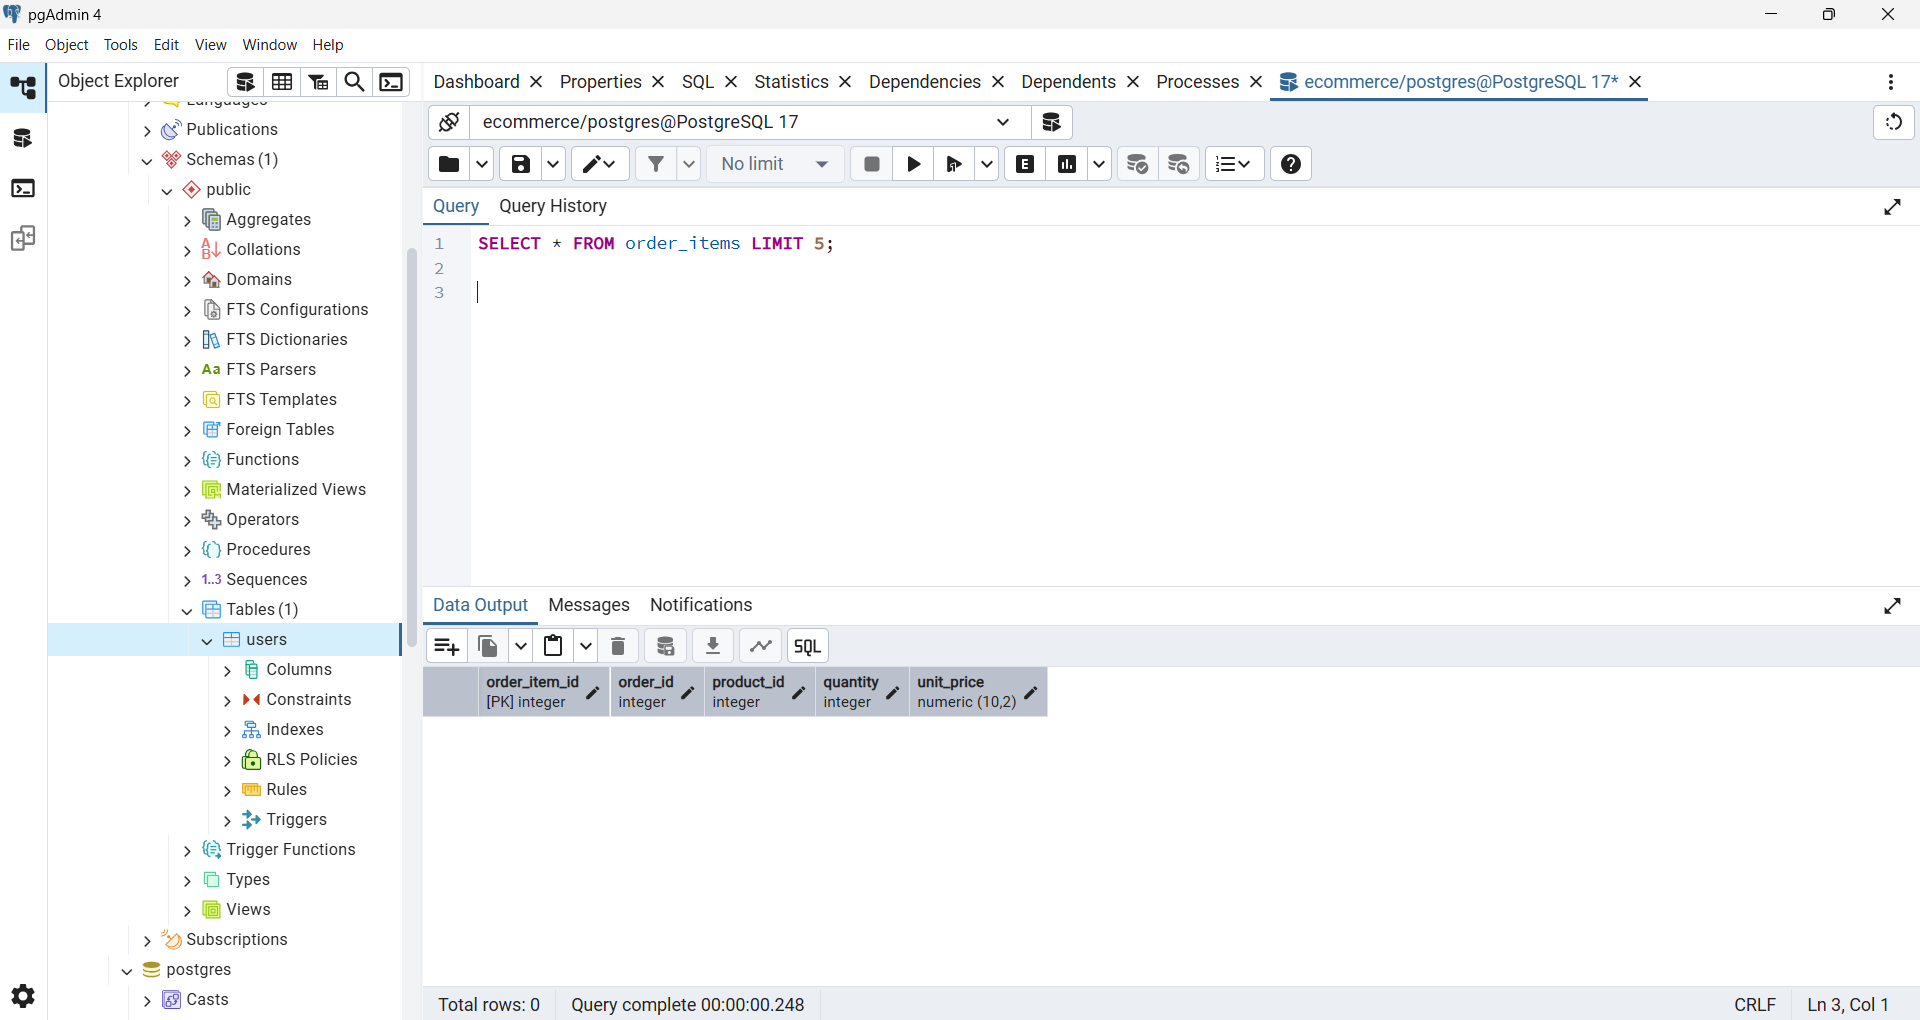 pgAdmin 4
File Object Tools Edit View Window Help
Object Explorer
Dashboard Properties SQL Statistics Dependencies Dependents Processes ecommerce/postgres@PostgreSQL 17*
Languages
Publications
Schemas (1)
public
Aggregates
Collations
Domains
FTS Configurations
FTS Dictionaries
Aa FTS Parsers
FTS Templates
Foreign Tables
Functions
Materialized Views
Operators
Procedures
1..3 Sequences
Tables (1)
users
Columns
Constraints
Indexes
RLS Policies
Rules
Triggers
Trigger Functions
Types
Views
Subscriptions
postgres
Casts
ecommerce/postgres@PostgreSQL 17
No limit E
Query Query History
1 SELECT * FROM order_items LIMIT 5;
2
3
Data Output Messages Notifications
SQL
order_item_id order_id product_id quantity unit_price
[PK] integer integer integer integer numeric (10,2)
Total rows: 0 Query complete 00:00:00.248 CRLF Ln 3, Col 1